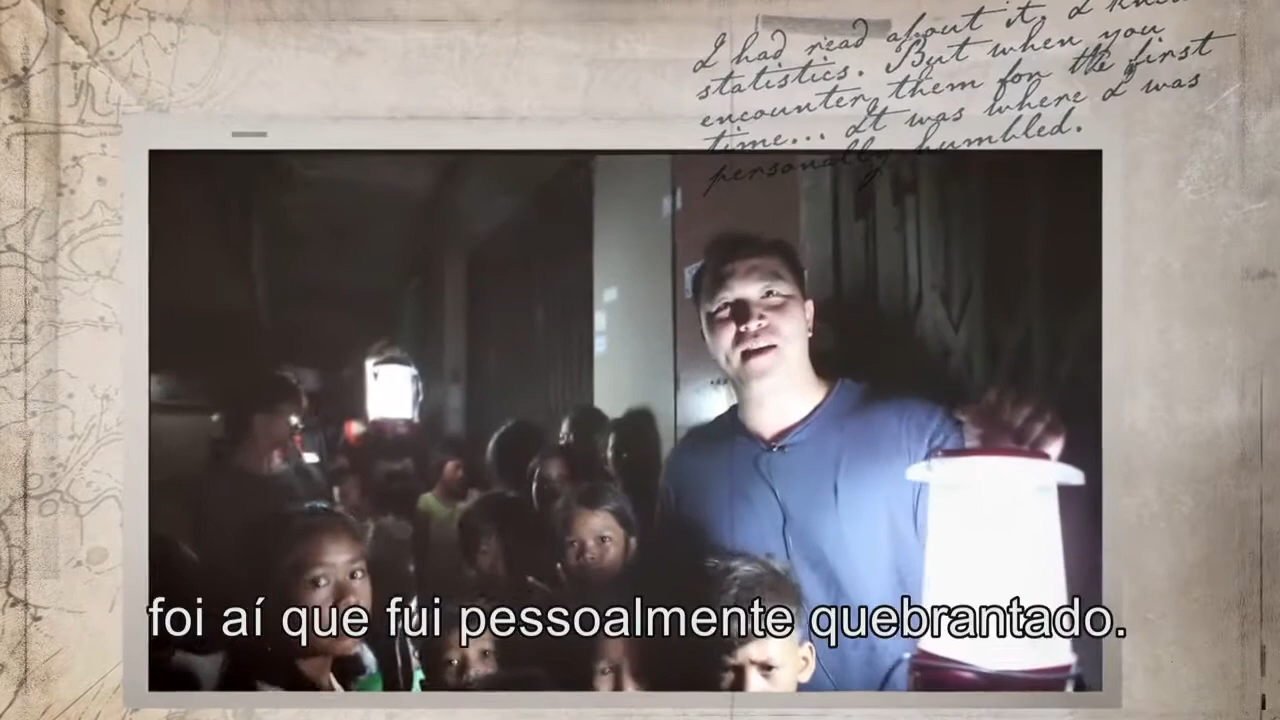 I had read about it. I knew
statistics. But when you
encounter them for the first
time... It was where I was
personally humbled.
foi aí que fui pessoalmente quebrantado.